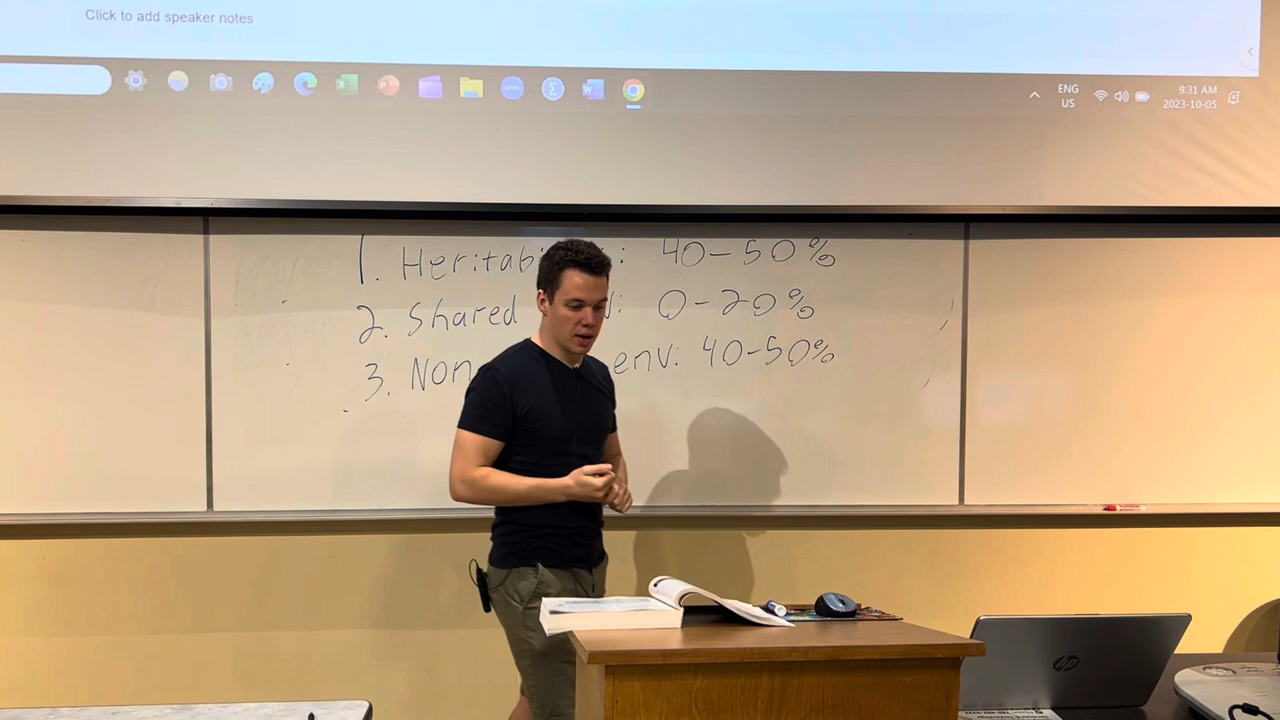 Click to add speaker notes
ENG
US
9:31 AM
2023-10-05
1. Heritab : 40-50%
2. Shared : 0-20%
3. Non env: 40-50%
hp